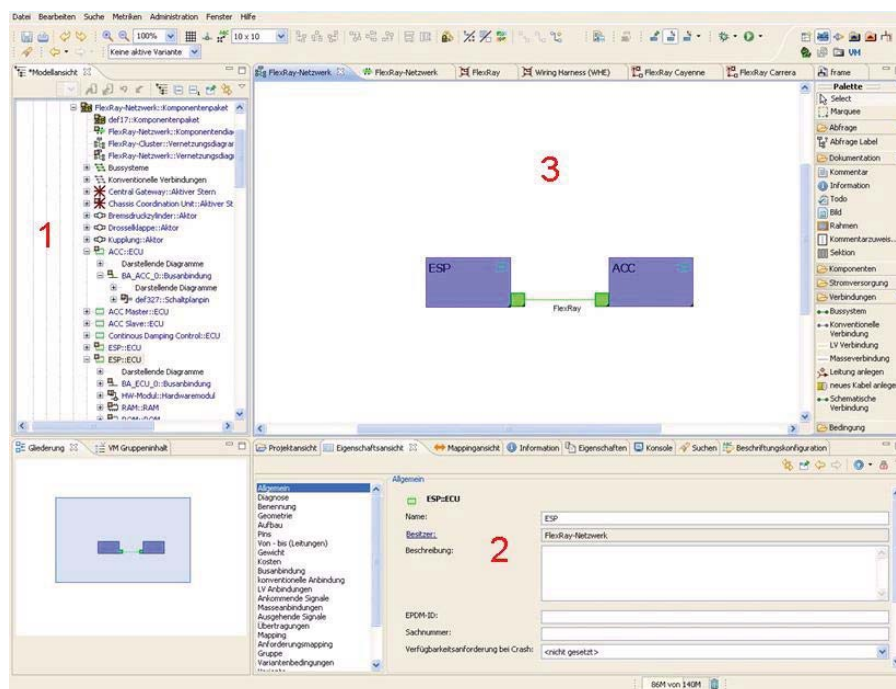 Datei Bearbeiten Suche Metriken Administration Fenster Hilfe
100% 10 x 10
Keine aktive Variante VM
*Modellansicht
FlexRay-Netzwerk::Komponentenpaket
def17::Komponentenpaket
FlexRay-Netzwerk::Komponentendia
FlexRay-Cluster::Vernetzungsdiagram
FlexRay-Netzwerk::Vernetzungsdiag
Bussysteme
Konventionelle Verbindungen
Central Gateway::Aktiver Stern
Chassis Coordination Unit::Aktiver St
Bremsdruckzylinder::Aktor
Drosselklappe::Aktor
Kupplung::Aktor
ACC::ECU
Darstellende Diagramme
BA_ACC_0::Busanbindung
Darstellende Diagramme
def327::Schaltplanpin
ACC Master::ECU
ACC Slave::ECU
Continous Damping Control::ECU
ESP::ECU
ESP::ECU
Darstellende Diagramme
BA_ECU_0::Busanbindung
HW-Modul::Hardwaremodul
RAM::RAM
ROM::ROM
1
FlexRay-Netzwerk FlexRay-Netzwerk FlexRay Wiring Harness (WHE) FlexRay Cayenne FlexRay Carrera frame
3
ESP ACC
FlexRay
Palette
Select
Marquee
Abfrage
Abfrage Label
Dokumentation
Kommentar
Information
Todo
Bild
Rahmen
Kommentarzuweis...
Sektion
Komponenten
Stromversorgung
Verbindungen
Bussystem
Konventionelle
Verbindung
LV Verbindung
Masseverbindung
Leitung anlegen
neues Kabel anlege
Schematische
Verbindung
Bedingung
Gliederung VM Gruppeninhalt
Projektansicht Eigenschaftsansicht Mappingansicht Information Eigenschaften Konsole Suchen Beschriftungskonfiguration
Allgemein
Diagnose
Benennung
Geometrie
Aufbau
Pins
Von - bis (Leitungen)
Gewicht
Kosten
Busanbindung
konventionelle Anbindung
LV Anbindungen
Ankommende Signale
Masseanbindungen
Ausgehende Signale
Übertragungen
Mapping
Anforderungsmapping
Gruppe
Variantenbedingungen
Allgemein
ESP::ECU
Name: ESP
Besitzer: FlexRay-Netzwerk
Beschreibung:
2
EPDM-ID:
Sachnummer:
Verfügbarkeitsanforderung bei Crash: <nicht gesetzt>
86M von 140M